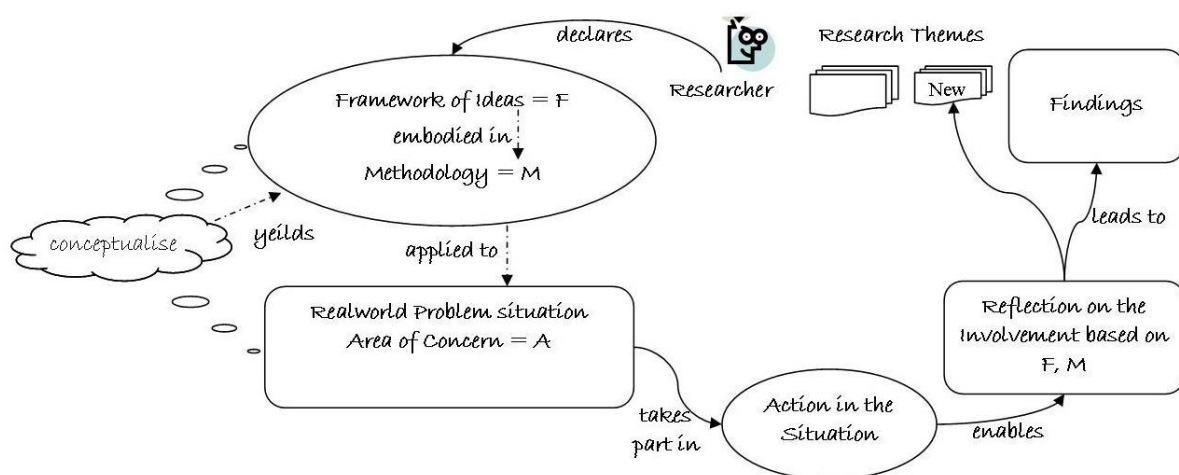 declares
Researcher
Research Themes
New
Findings
Framework of Ideas = F
embodied in
Methodology = M
conceptualise
yeilds
applied to
leads to
Realworld Problem situation
Area of Concern = A
Reflection on the
Involvement based on
F, M
takes
part in
Action in the
Situation
enables